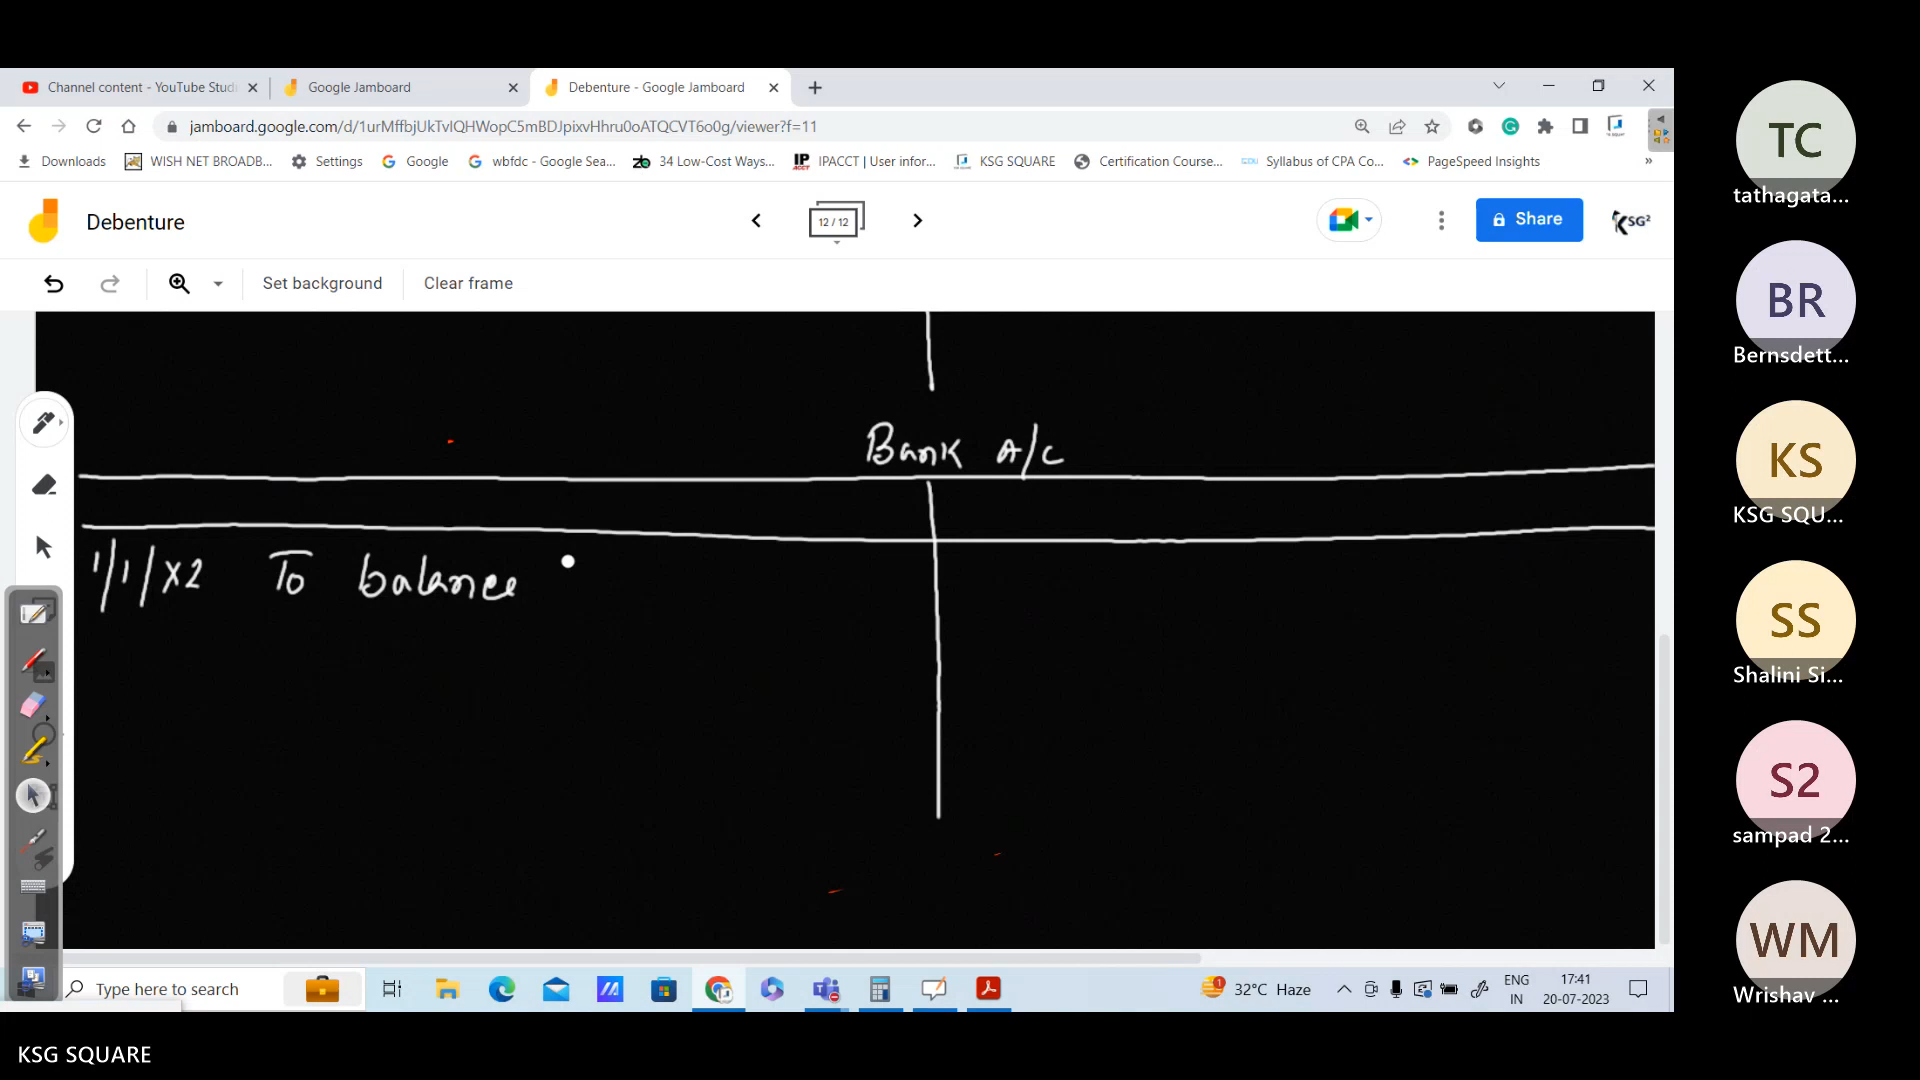 Channel content - YouTube Stud
Google Jamboard
Debenture - Google Jamboard
jamboard.google.com/d/1urMffbjUkTvIQHWopC5mBDJpixvHhru0oATQCVT6o0g/viewer?f=11
Downloads
WISH NET BROADB...
Settings
Google
wbfdc - Google Sea...
34 Low-Cost Ways...
IPACCT | User infor...
KSG SQUARE
Certification Course...
Syllabus of CPA Co...
PageSpeed Insights
»
Debenture
12 / 12
Share
KSG²
Set background
Clear frame
Bank A/C
1/1/X2 To balance
Type here to search
32°C Haze
ENG
IN
17:41
20-07-2023
TC
tathagata...
BR
Bernsdett...
KS
KSG SQU...
SS
Shalini Si...
S2
sampad 2...
WM
Wrishav ...
KSG SQUARE